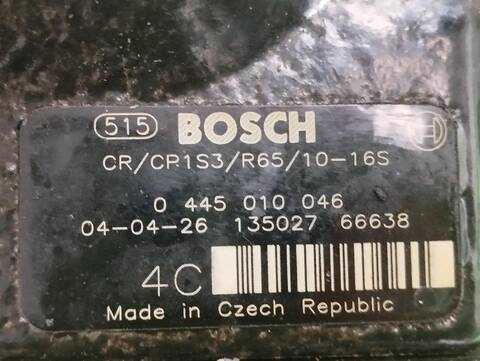 515 BOSCH
CR/CP1S3/R65/10-16S
0 445 010 046
04-04-26 135027 66638
4C
Made in Czech Republic